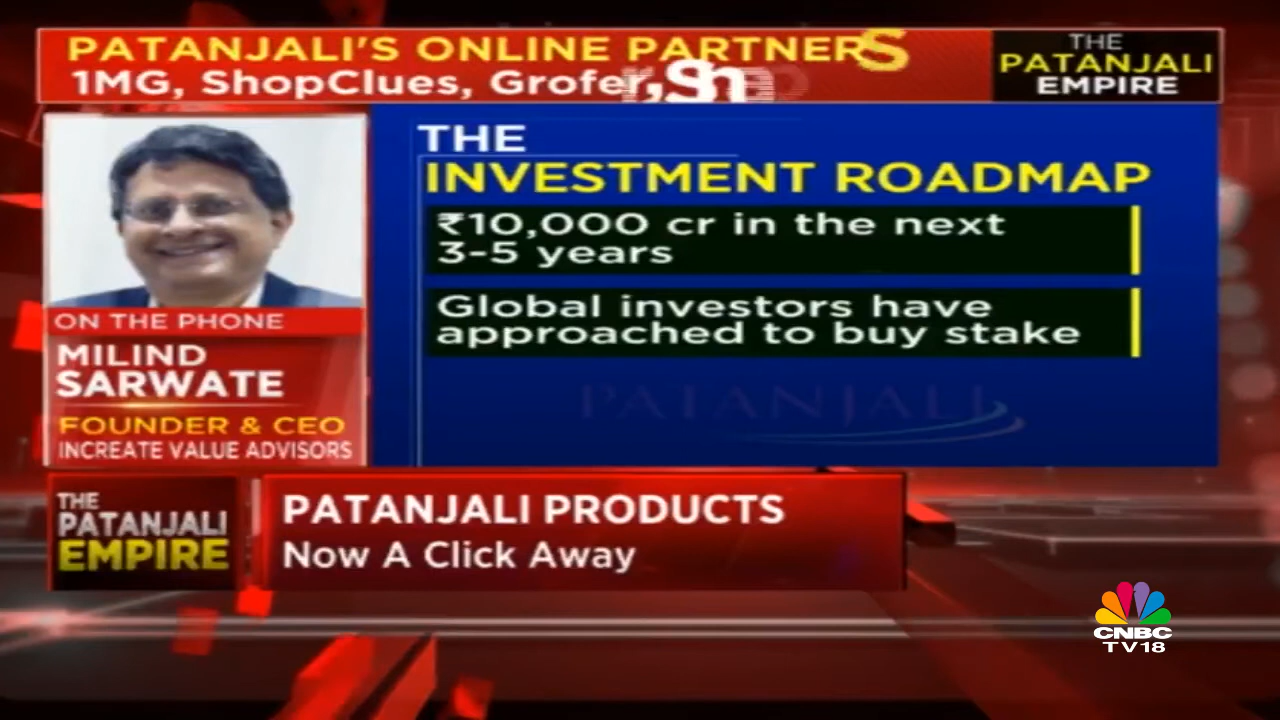 PATANJALI'S ONLINE PARTNERS
1MG, ShopClues, Grofer
THE
PATANJALI
EMPIRE
THE
INVESTMENT ROADMAP
₹10,000 cr in the next
3-5 years
Global investors have
approached to buy stake
PATANJALI
ON THE PHONE
MILIND
SARWATE
FOUNDER & CEO
INCREATE VALUE ADVISORS
THE
PATANJALI
EMPIRE
PATANJALI PRODUCTS
Now A Click Away
CNBC
TV18